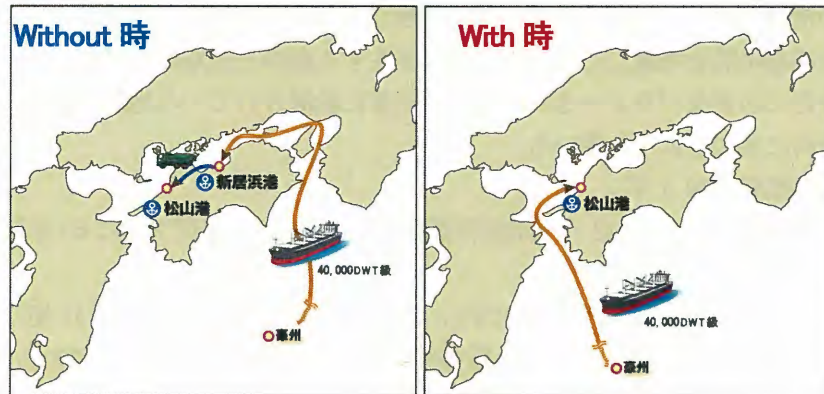 Without 時
新居浜港
松山港
40,000DWT級
豪州
With 時
松山港
40,000DWT級
豪州